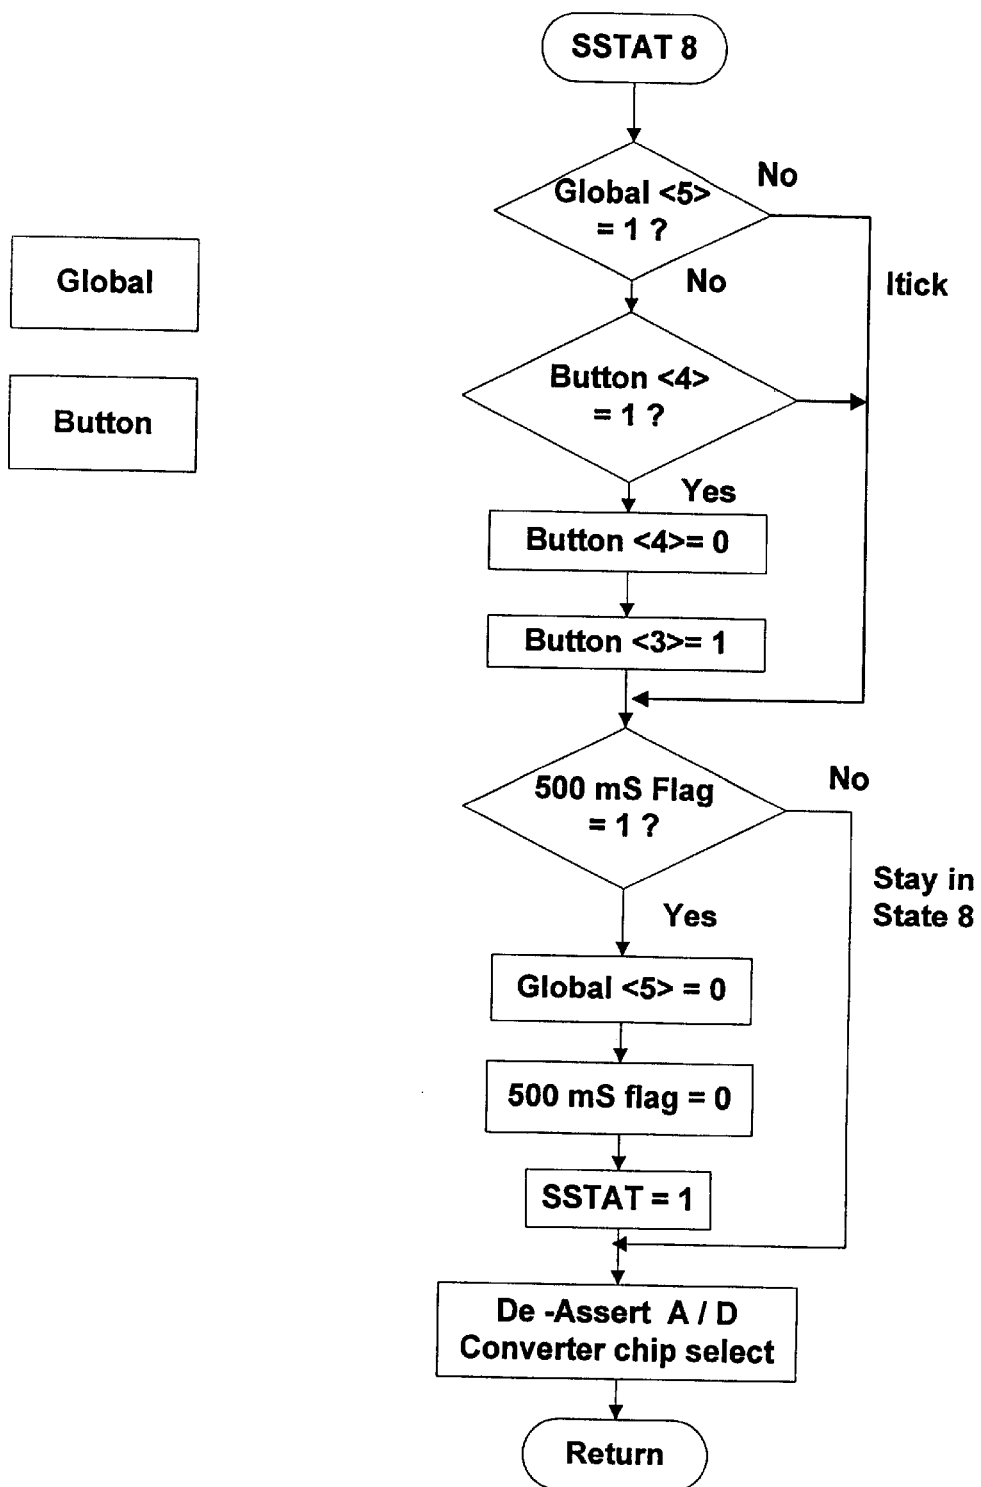 SSTAT 8
Global <5>
= 1 ?
No
No
Itick
Global
Button
Button <4>
= 1 ?
Yes
Button <4>= 0
Button <3>= 1
500 mS Flag
= 1 ?
No
Stay in
State 8
Yes
Global <5> = 0
500 mS flag = 0
SSTAT = 1
De -Assert A / D
Converter chip select
Return